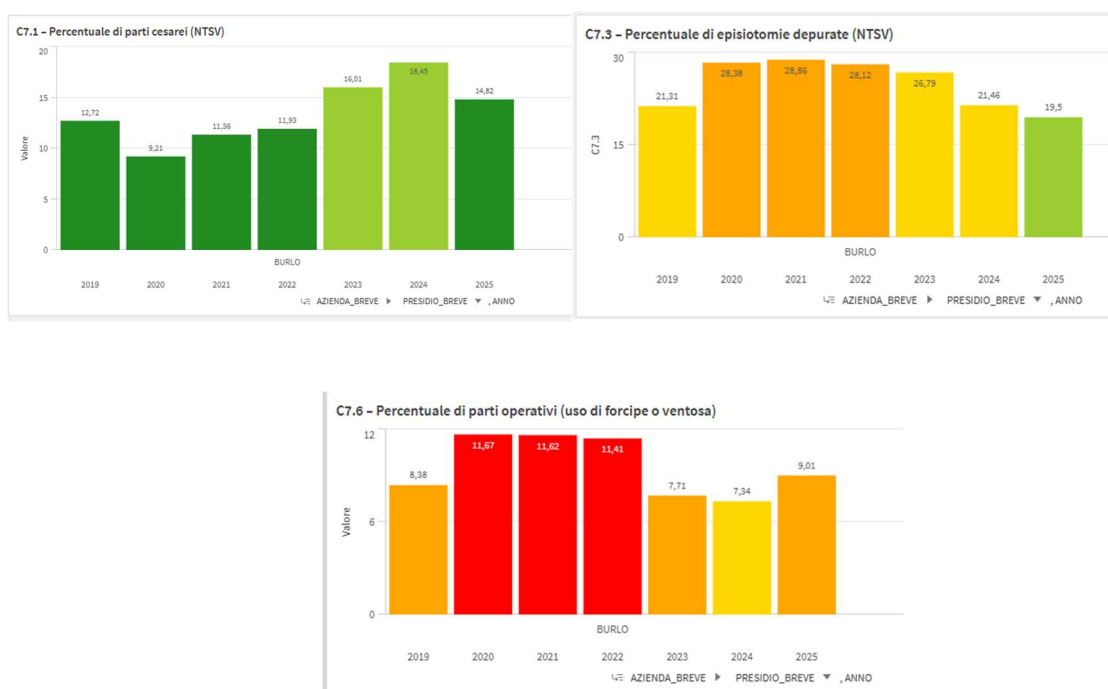 C7.1 – Percentuale di parti cesarei (NTSV)
20
15
10
5
0
Valore
12,72
9,21
11,36
11,93
16,01
18,45
14,82
BURLO
2019 2020 2021 2022 2023 2024 2025
AZIENDA_BREVE PRESIDIO_BREVE , ANNO
C7.3 – Percentuale di episiotomie depurate (NTSV)
30
15
0
C7.3
21,31
28,38
28,86
28,12
26,79
21,46
19,5
BURLO
2019 2020 2021 2022 2023 2024 2025
AZIENDA_BREVE PRESIDIO_BREVE , ANNO
C7.6 – Percentuale di parti operativi (uso di forcipe o ventosa)
12
6
0
Valore
8,38
11,67
11,62
11,41
7,71
7,34
9,01
BURLO
2019 2020 2021 2022 2023 2024 2025
AZIENDA_BREVE PRESIDIO_BREVE , ANNO